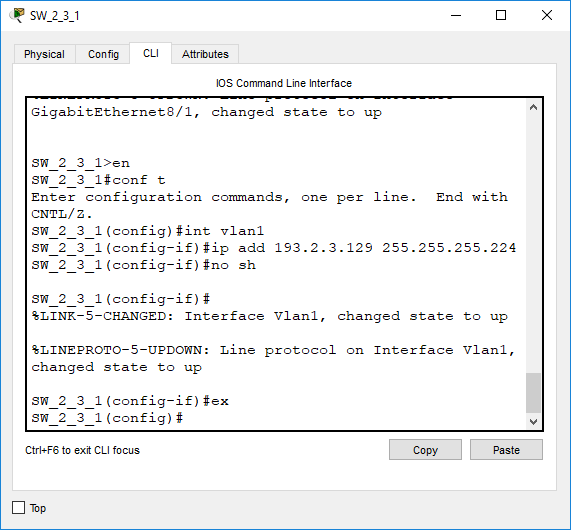 SW_2_3_1
Physical Config CLI Attributes
IOS Command Line Interface
GigabitEthernet8/1, changed state to up
SW_2_3_1>en
SW_2_3_1#conf t
Enter configuration commands, one per line.  End with
CNTL/Z.
SW_2_3_1(config)#int vlan1
SW_2_3_1(config-if)#ip add 193.2.3.129 255.255.255.224
SW_2_3_1(config-if)#no sh
SW_2_3_1(config-if)#
%LINK-5-CHANGED: Interface Vlan1, changed state to up
%LINEPROTO-5-UPDOWN: Line protocol on Interface Vlan1,
changed state to up
SW_2_3_1(config-if)#ex
SW_2_3_1(config)#
Ctrl+F6 to exit CLI focus
Copy Paste
Top